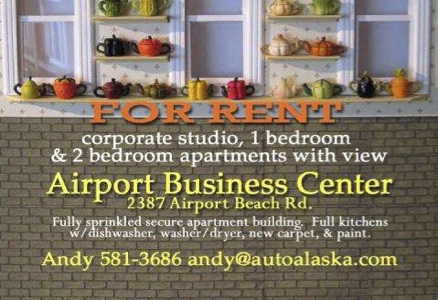 FOR RENT
corporate studio, 1 bedroom
& 2 bedroom apartments with view
Airport Business Center
2387 Airport Beach Rd.
Fully sprinkled secure apartment building. Full kitchens
w/dishwasher, washer/dryer, new carpet, & paint.
Andy 581-3686 andy@autoalaska.com